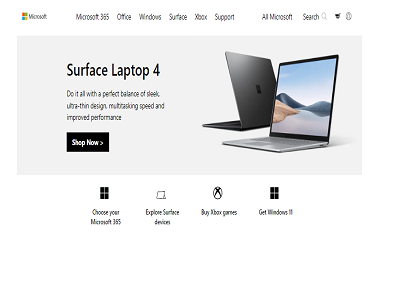 Microsoft Microsoft 365 Office Windows Surface Xbox Support All Microsoft Search
Surface Laptop 4
Do it all with a perfect balance of sleek,
ultra-thin design, multitasking speed and
improved performance
Shop Now >
Choose your
Microsoft 365
Explore Surface
devices
Buy Xbox games
Get Windows 11